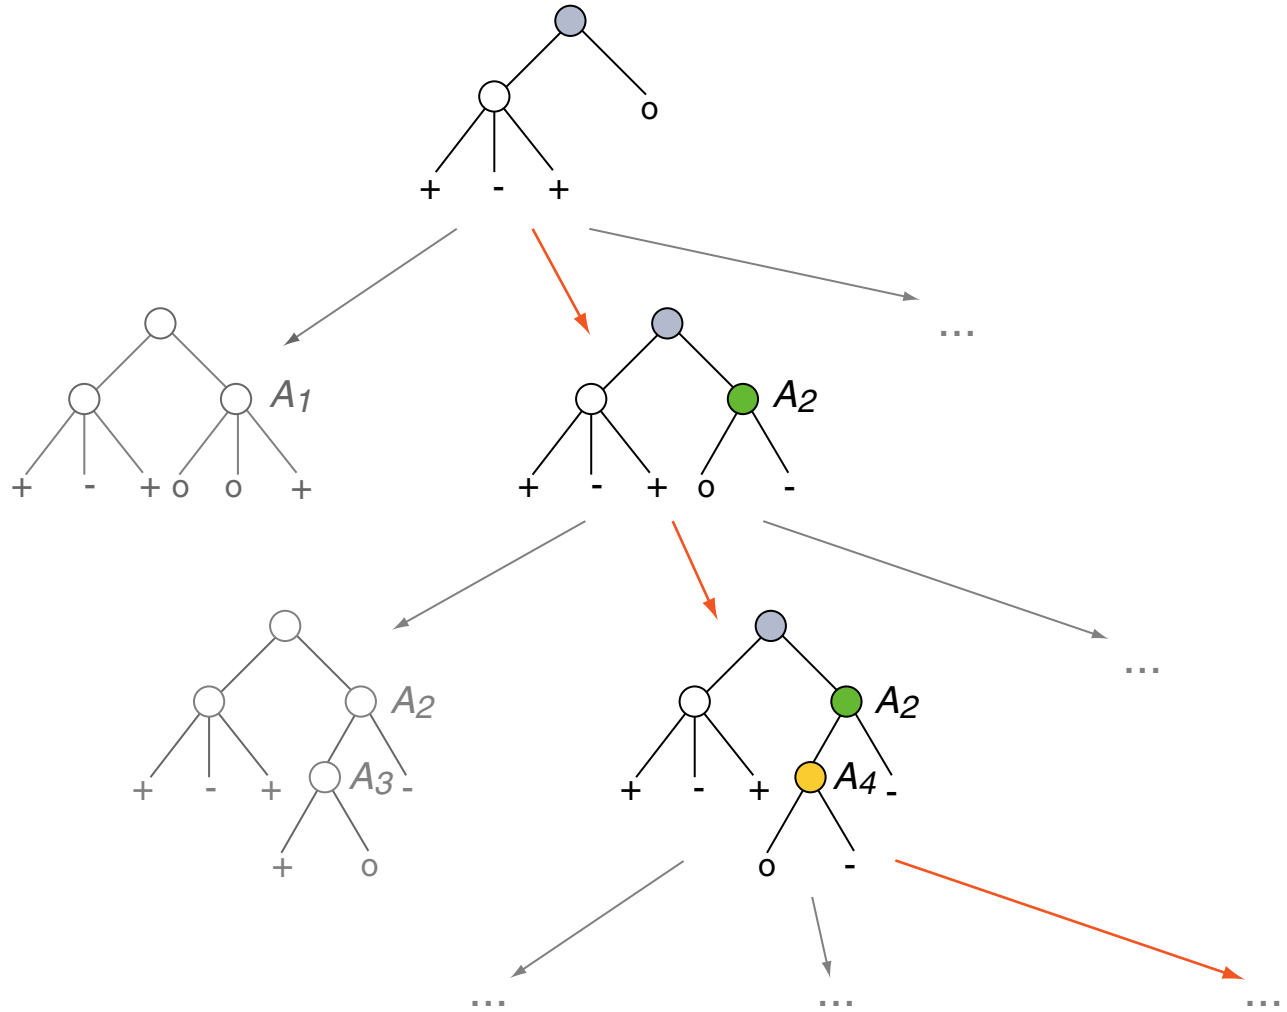 o
+ - +
...
A1 A2
+ - + o o + + - + o -
...
A2 A2
+ - + A3 - + - + A4 -
+ o o -
... ... ...